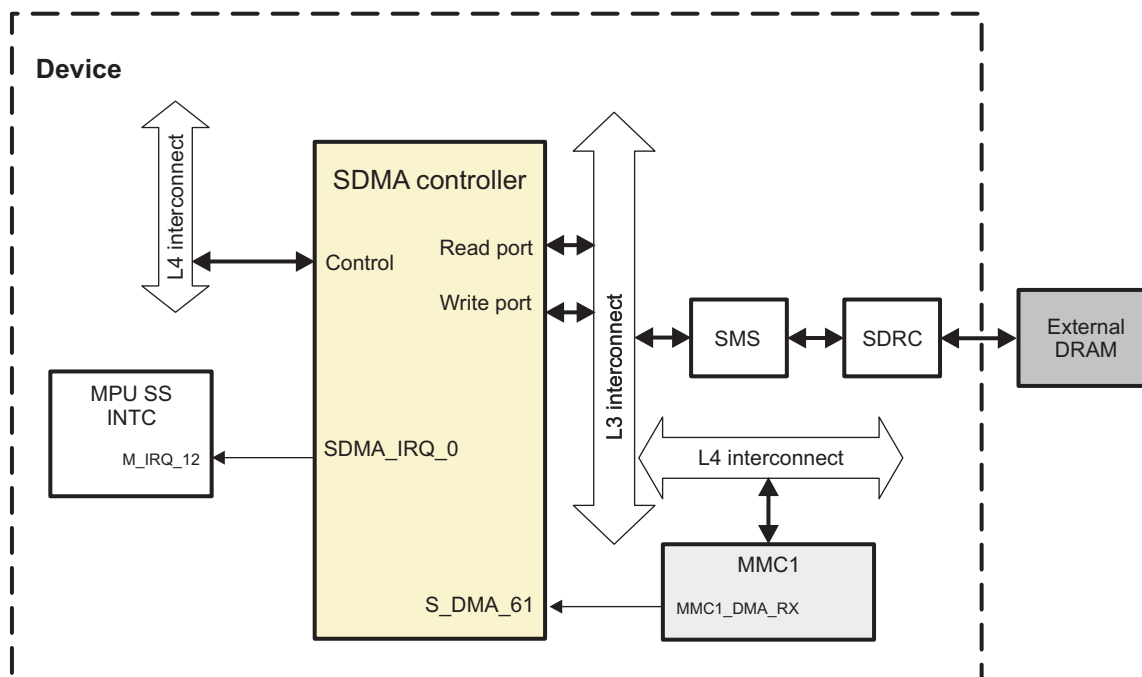 Device
L4 interconnect
SDMA controller
Read port
Control
Write port
L3 interconnect
SMS
SDRC
External
DRAM
MPU SS
INTC
M_IRQ_12
SDMA_IRQ_0
L4 interconnect
MMC1
S_DMA_61
MMC1_DMA_RX